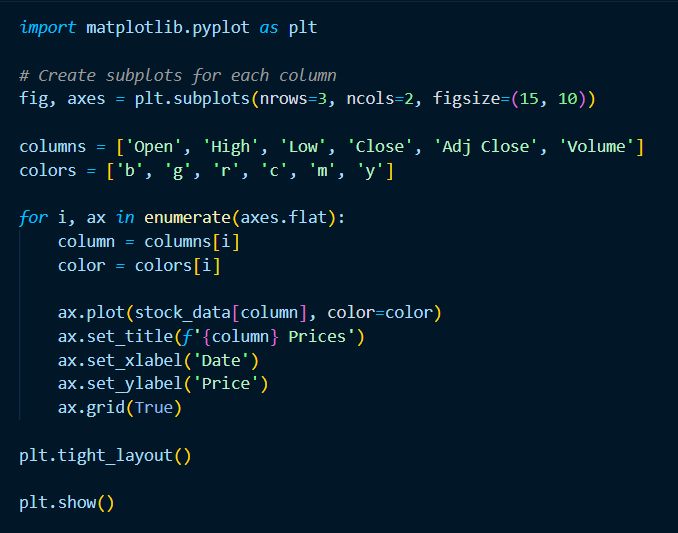 import matplotlib.pyplot as plt

# Create subplots for each column
fig, axes = plt.subplots(nrows=3, ncols=2, figsize=(15, 10))

columns = ['Open', 'High', 'Low', 'Close', 'Adj Close', 'Volume']
colors = ['b', 'g', 'r', 'c', 'm', 'y']

for i, ax in enumerate(axes.flat):
    column = columns[i]
    color = colors[i]

    ax.plot(stock_data[column], color=color)
    ax.set_title(f'{column} Prices')
    ax.set_xlabel('Date')
    ax.set_ylabel('Price')
    ax.grid(True)

plt.tight_layout()

plt.show()